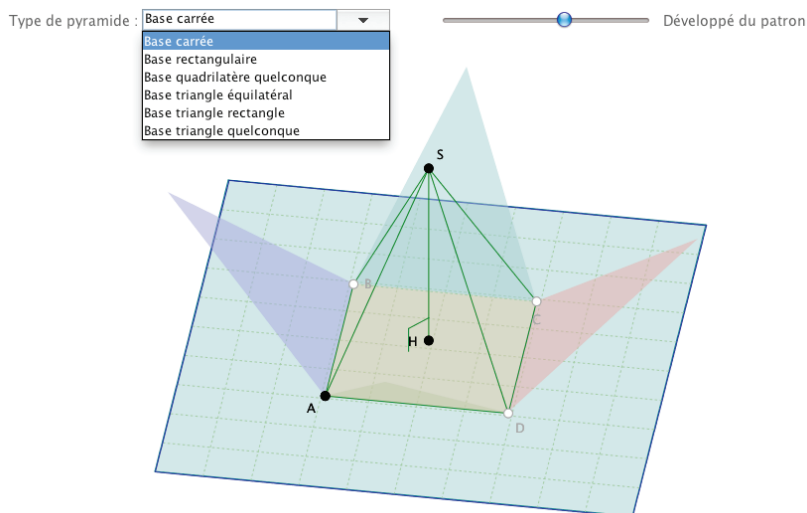 Type de pyramide : Base carrée
Développé du patron
Base carrée
Base rectangulaire
Base quadrilatère quelconque
Base triangle équilatéral
Base triangle rectangle
Base triangle quelconque
S
B
C
H
A
D